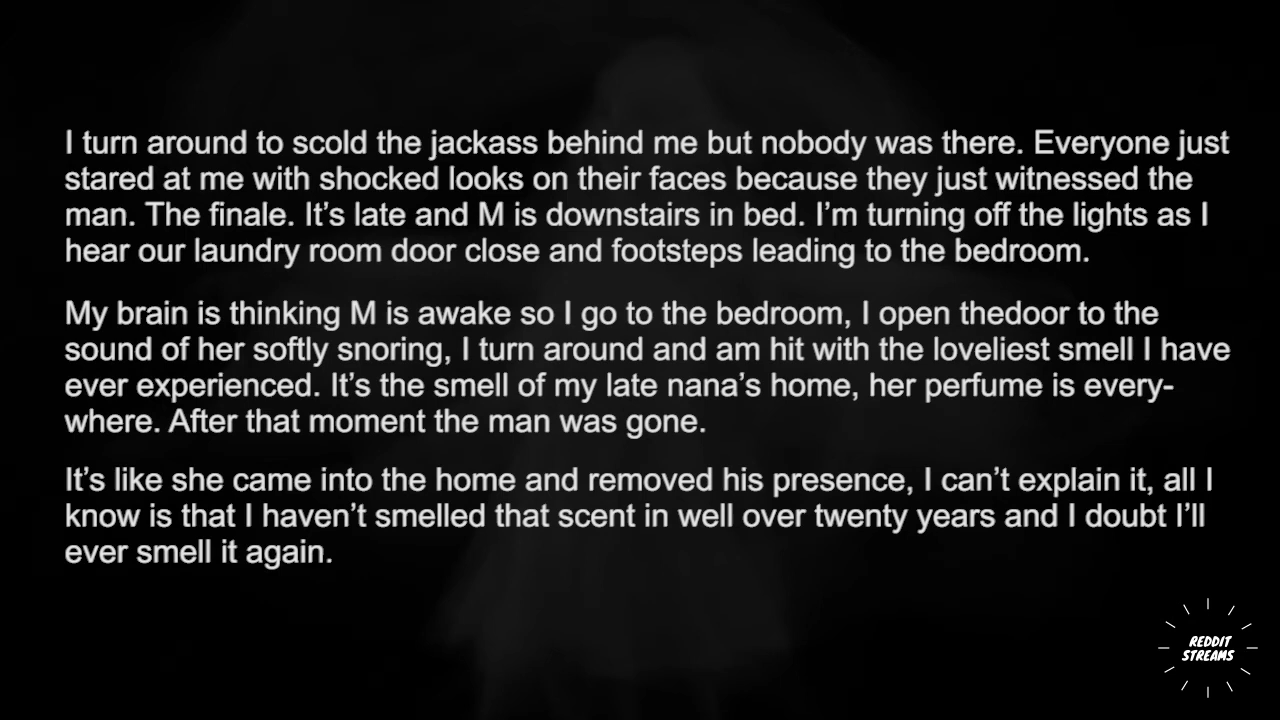 I turn around to scold the jackass behind me but nobody was there. Everyone just
stared at me with shocked looks on their faces because they just witnessed the
man. The finale. It’s late and M is downstairs in bed. I’m turning off the lights as I
hear our laundry room door close and footsteps leading to the bedroom.
My brain is thinking M is awake so I go to the bedroom, I open thedoor to the
sound of her softly snoring, I turn around and am hit with the loveliest smell I have
ever experienced. It’s the smell of my late nana’s home, her perfume is every-
where. After that moment the man was gone.
It’s like she came into the home and removed his presence, I can’t explain it, all I
know is that I haven’t smelled that scent in well over twenty years and I doubt I’ll
ever smell it again.
REDDIT
STREAMS